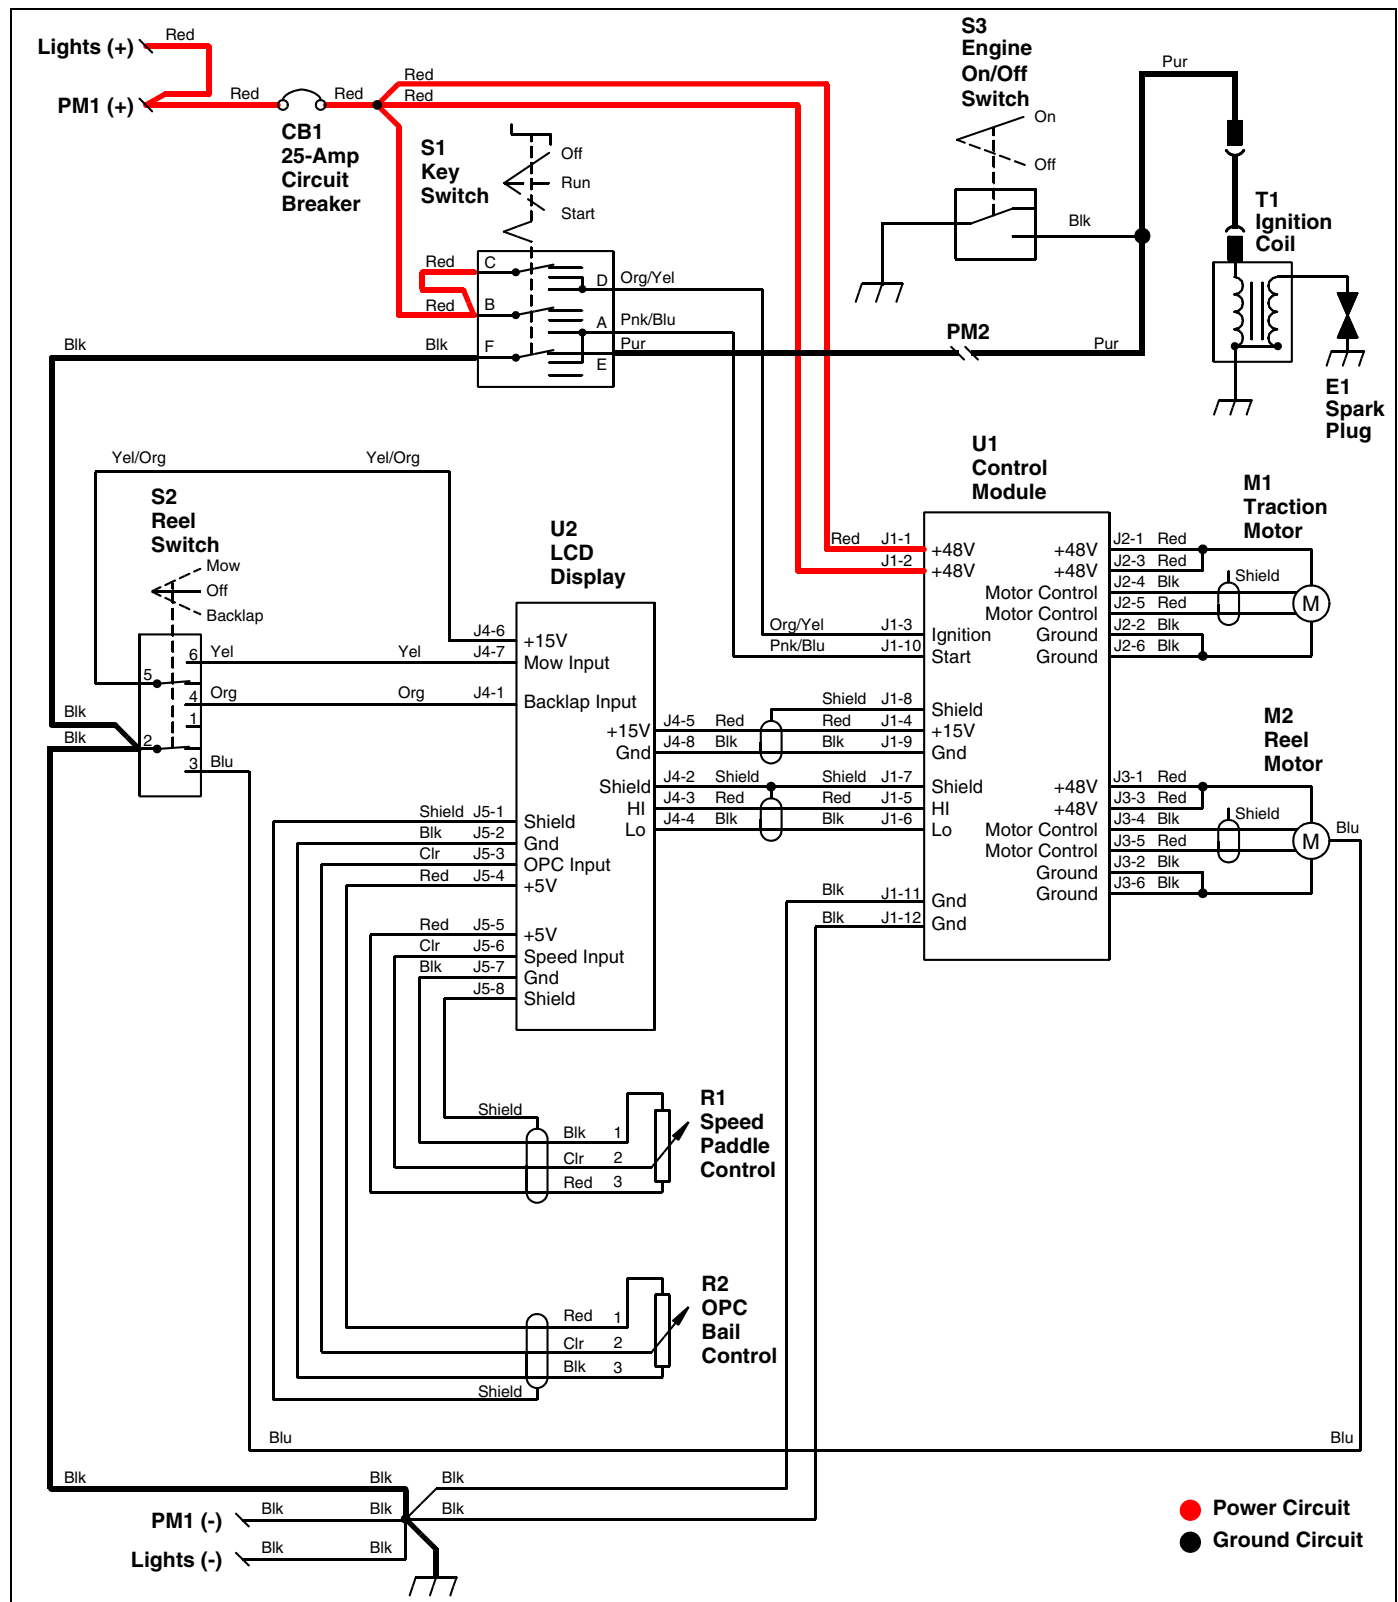 Lights (+)
Red
PM1 (+)
Red
Red
CB1
25-Amp
Circuit
Breaker
Red
Red
S1
Key
Switch
Off
Run
Start
S3
Engine
On/Off
Switch
On
Off
Blk
Pur
T1
Ignition
Coil
E1
Spark
Plug
Red
C
D
Org/Yel
Red
B
A
Pnk/Blu
Blk
Blk
F
E
Pur
PM2
Pur
Yel/Org
Yel/Org
S2
Reel
Switch
Mow
Off
Backlap
6
Yel
Yel
5
4
Org
Org
1
2
3
Blu
Blk
Blk
U2
LCD
Display
J4-6
+15V
J4-7
Mow Input
J4-1
Backlap Input
+15V
J4-5
Red
Red
J1-4
Gnd
J4-8
Blk
Blk
J1-9
Shield
J4-2
Shield
Shield
J1-7
HI
J4-3
Red
Red
J1-5
Lo
J4-4
Blk
Blk
J1-6
Shield
J5-1
Shield
Blk
J5-2
Gnd
Clr
J5-3
OPC Input
Red
J5-4
+5V
Red
J5-5
+5V
Clr
J5-6
Speed Input
Blk
J5-7
Gnd
J5-8
Shield
U1
Control
Module
Red
J1-1
+48V
J1-2
+48V
Org/Yel
J1-3
Ignition
Pnk/Blu
J1-10
Start
Shield
J1-8
Shield
+15V
Gnd
Shield
HI
Lo
Blk
J1-11
Gnd
Blk
J1-12
Gnd
M1
Traction
Motor
+48V
J2-1
Red
+48V
J2-3
Red
Motor Control
J2-4
Blk
Shield
Motor Control
J2-5
Red
M
Ground
J2-2
Blk
Ground
J2-6
Blk
M2
Reel
Motor
+48V
J3-1
Red
+48V
J3-3
Red
Motor Control
J3-4
Blk
Shield
Motor Control
J3-5
Red
M
Blu
Ground
J3-2
Blk
Ground
J3-6
Blk
Shield
Blk
1
Clr
2
Red
3
R1
Speed
Paddle
Control
Red
1
Clr
2
Blk
3
Shield
R2
OPC
Bail
Control
Blu
Blu
Blk
Blk
Blk
PM1 (-)
Blk
Blk
Blk
Lights (-)
Blk
Blk
Power Circuit
Ground Circuit